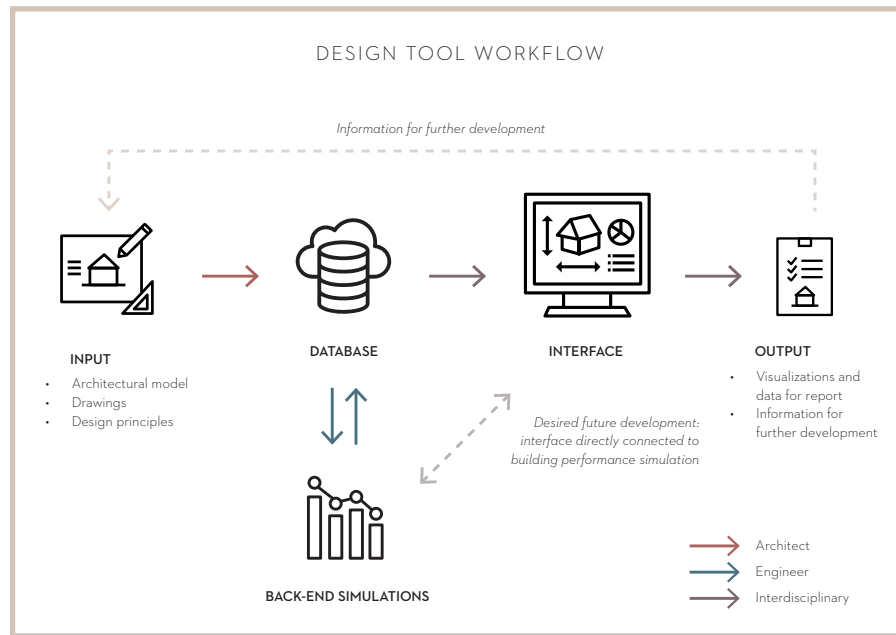 DESIGN TOOL WORKFLOW
Information for further development
INPUT
• Architectural model
• Drawings
• Design principles
DATABASE
INTERFACE
OUTPUT
• Visualizations and
data for report
• Information for
further development
Desired future development:
interface directly connected to
building performance simulation
BACK-END SIMULATIONS
Architect
Engineer
Interdisciplinary